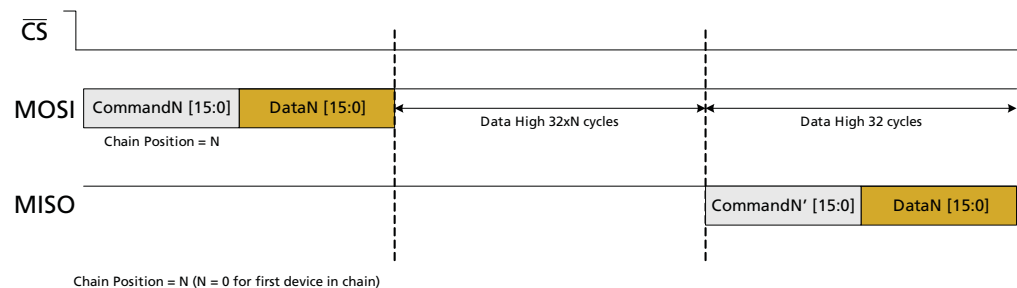 CS
MOSI
CommandN [15:0]
DataN [15:0]
Data High 32xN cycles
Data High 32 cycles
Chain Position = N
MISO
CommandN’ [15:0]
DataN [15:0]
Chain Position = N (N = 0 for first device in chain)